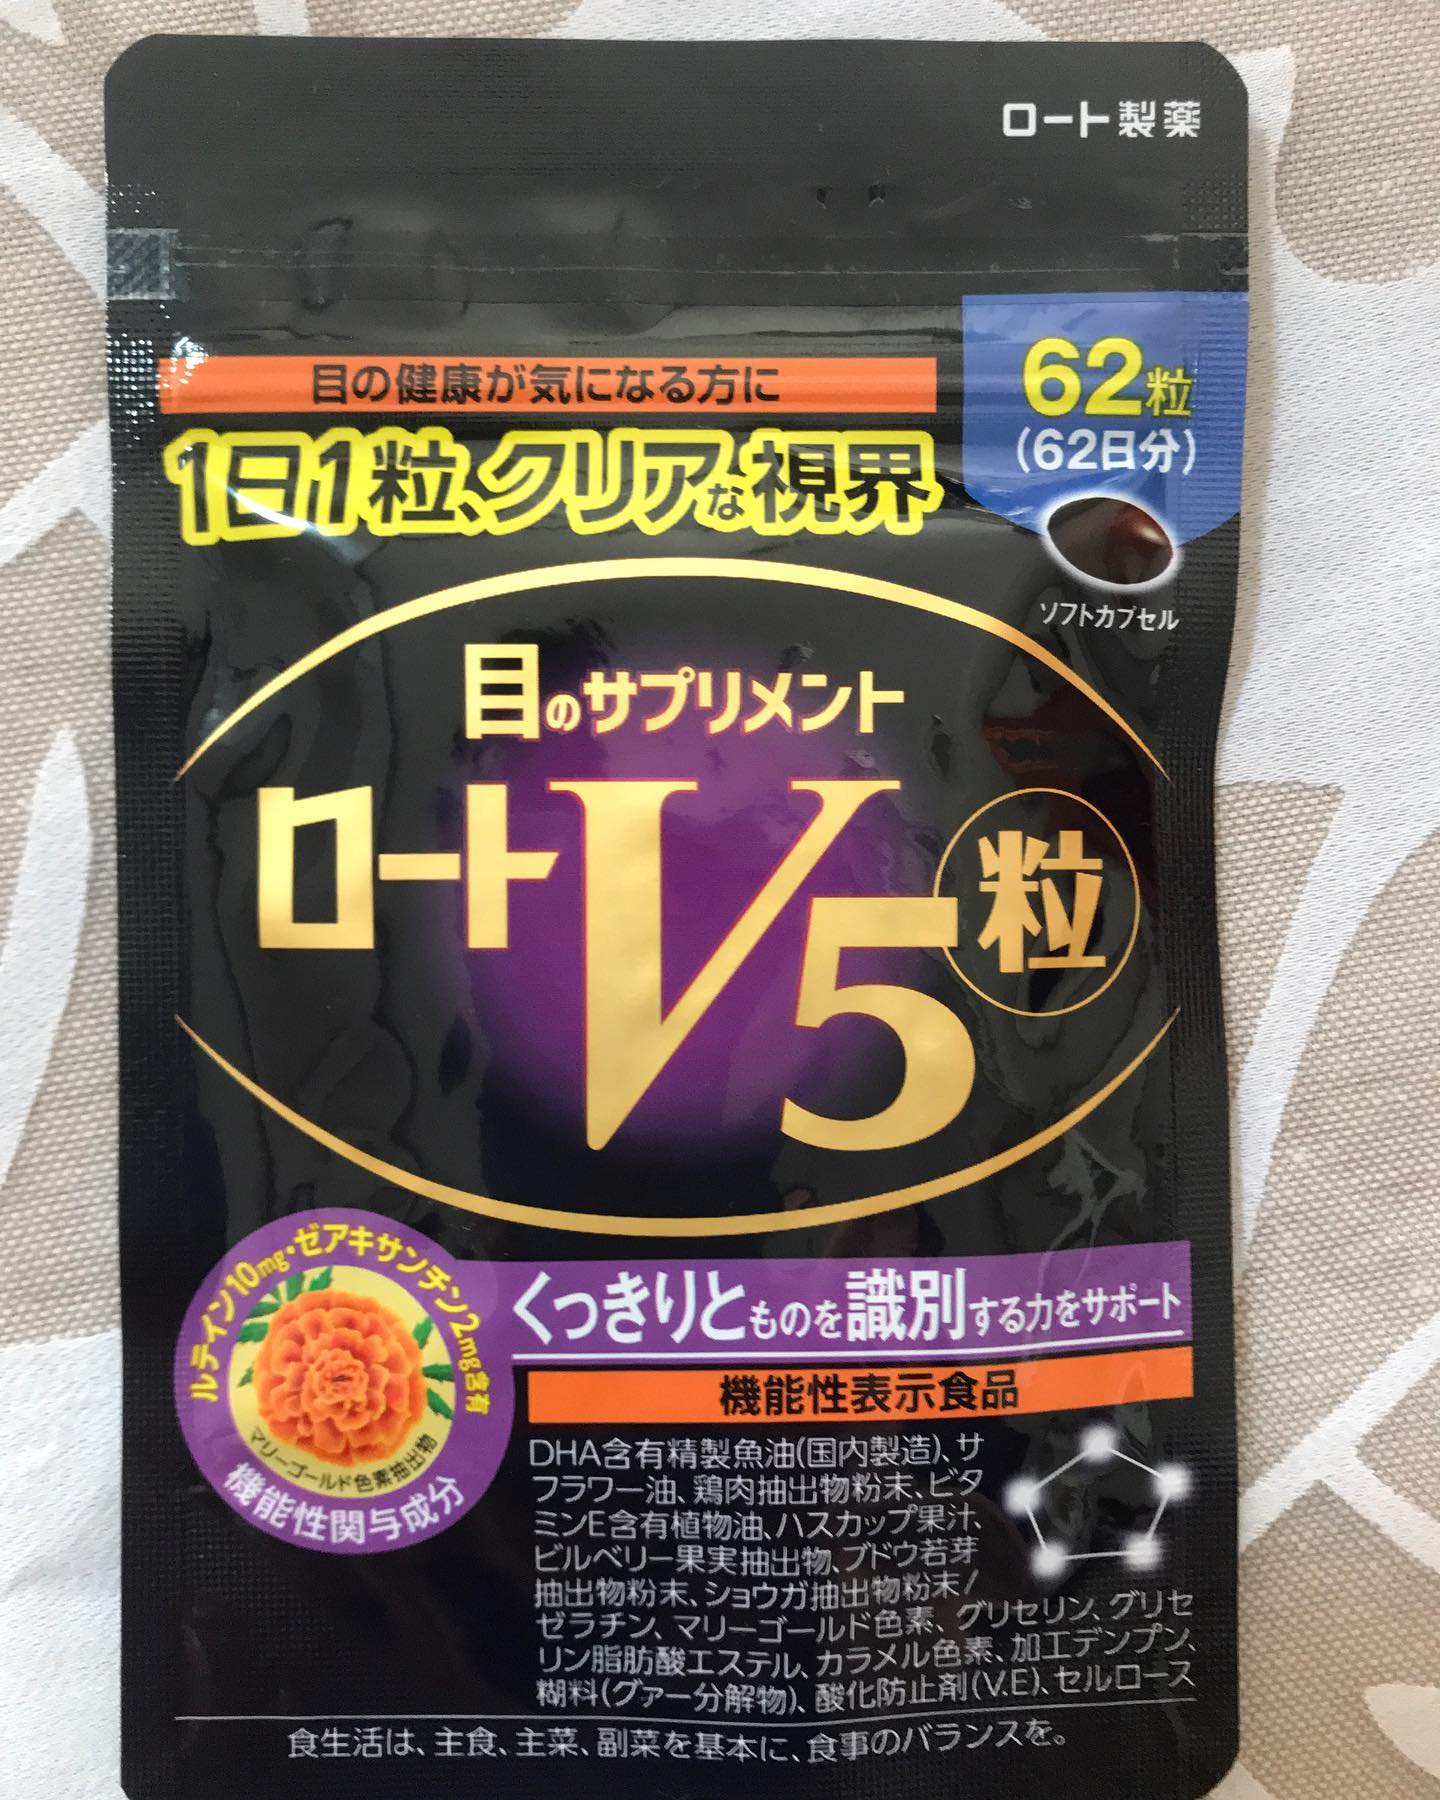 ロート製薬
目の健康が気になる方に
62粒
(62日分)
1日1粒、クリアな視界
ソフトカプセル
目のサプリメント
ロートV5粒
ルテイン10mg・ゼアキサンチン2mg含有
マリーゴールド色素抽出物
機能性関与成分
くっきりとものを識別する力をサポート
機能性表示食品
DHA含有精製魚油(国内製造)、サ
フラワー油、鶏肉抽出物粉末、ビタ
ミンE含有植物油、ハスカップ果汁、
ビルベリー果実抽出物、ブドウ若芽
抽出物粉末、ショウガ抽出物粉末/
ゼラチン、マリーゴールド色素、グリセリン、グリセ
リン脂肪酸エステル、カラメル色素、加工デンプン、
糊料(グァー分解物)、酸化防止剤(V.E)、セルロース
食生活は、主食、主菜、副菜を基本に、食事のバランスを。